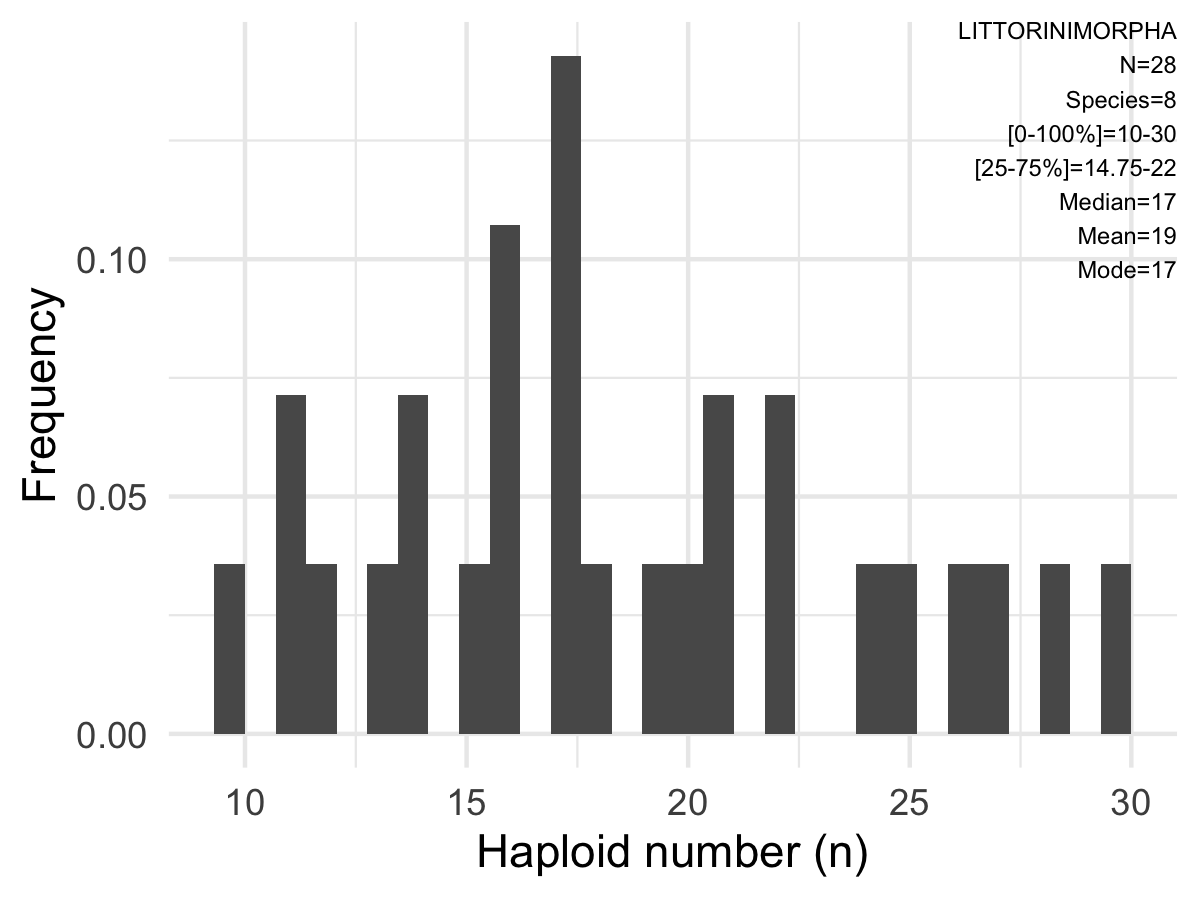 LITTORINIMORPHA
N=28
Species=8
[0-100%]=10-30
[25-75%]=14.75-22
Median=17
Mean=19
Mode=17
Frequency
0.10
0.05
0.00
10 15 20 25 30
Haploid number (n)